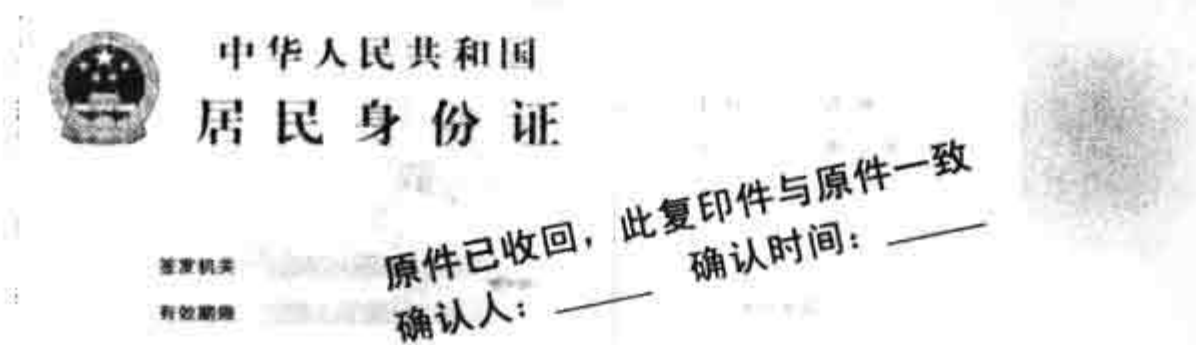 中华人民共和国
居民身份证
原件已收回，此复印件与原件一致
确认人：____ 确认时间：____
签发机关
有效期限